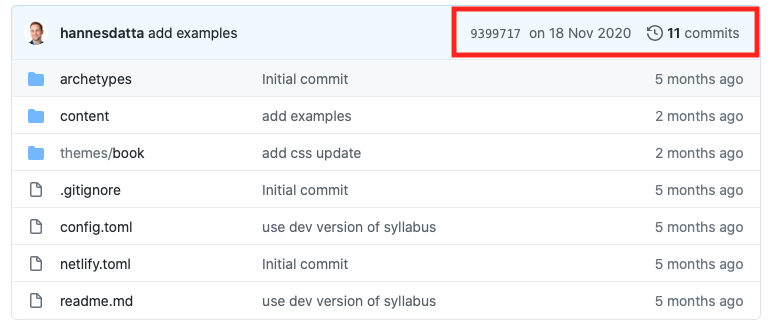 hannesdatta add examples 9399717 on 18 Nov 2020 11 commits
archetypes Initial commit 5 months ago
content add examples 2 months ago
themes/book add css update 2 months ago
.gitignore Initial commit 5 months ago
config.toml use dev version of syllabus 5 months ago
netlify.toml Initial commit 5 months ago
readme.md use dev version of syllabus 5 months ago